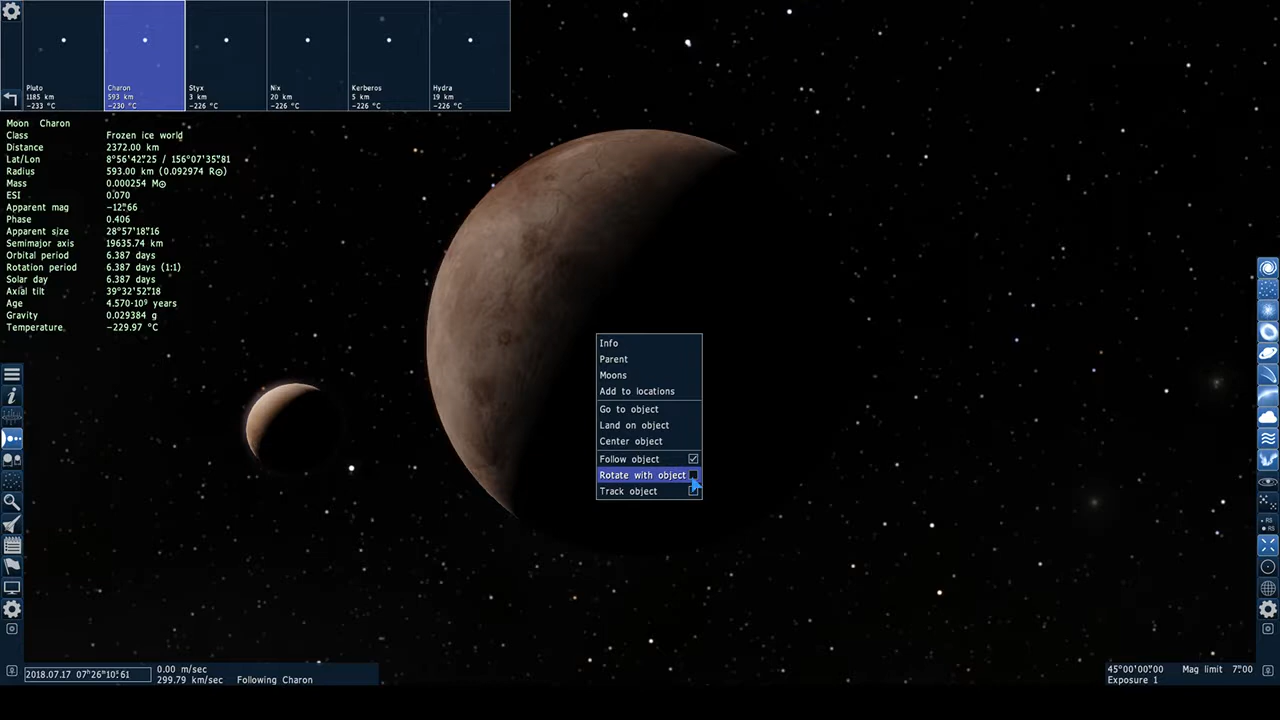 Pluto
1185 km
-233 °C
Charon
593 km
-230 °C
Styx
3 km
-226 °C
Nix
20 km
-226 °C
Kerberos
5 km
-226 °C
Hydra
19 km
-226 °C
Moon Charon
Class Frozen ice world
Distance 2372.00 km
Lat/Lon 8°56'42"25 / 156°07'35"81
Radius 593.00 km (0.092974 R⊙)
Mass 0.000254 M⊙
ESI 0.070
Apparent mag -12.66
Phase 0.406
Apparent size 28°57'18"16
Semimajor axis 19635.74 km
Orbital period 6.387 days
Rotation period 6.387 days (1:1)
Solar day 6.387 days
Axial tilt 39°32'52"18
Age 4.570·10⁹ years
Gravity 0.029384 g
Temperature -229.97 °C
Info
Parent
Moons
Add to locations
Go to object
Land on object
Center object
Follow object
Rotate with object
Track object
RS
RS
2018.07.17 07ʰ26ᵐ10ˢ61
0.00 m/sec
299.79 km/sec Following Charon
45°00'00"00 Mag limit 7ᵐ00
Exposure 1